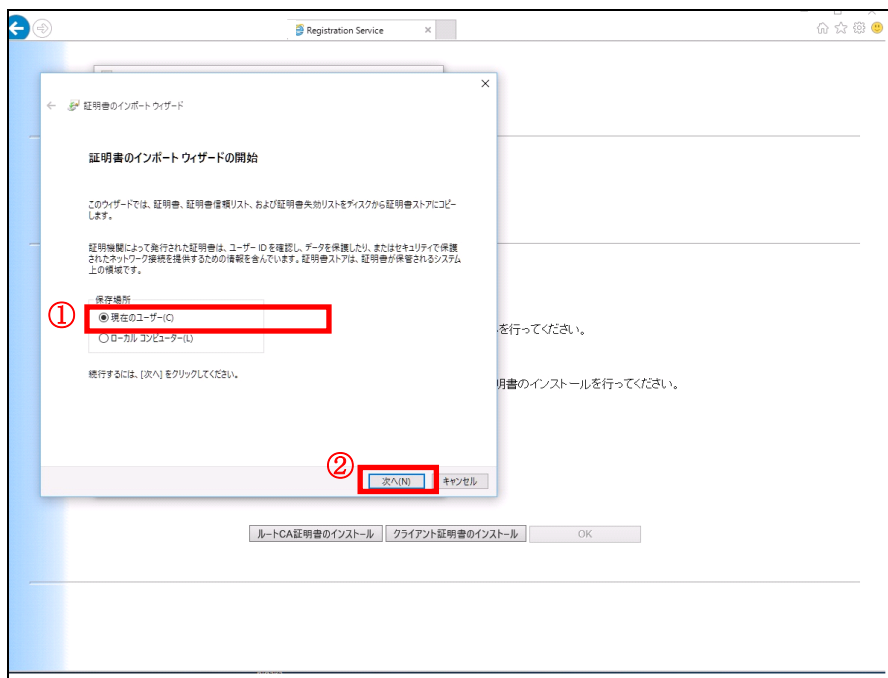 Registration Service
証明書のインポート ウィザード
証明書のインポート ウィザードの開始
このウィザードでは、証明書、証明書信頼リスト、および証明書失効リストをディスクから証明書ストアにコピー
します。
証明機関によって発行された証明書は、ユーザー ID を確認し、データを保護したり、またはセキュリティで保護
されたネットワーク接続を提供するための情報を含んでいます。証明書ストアは、証明書が保管されるシステム
上の領域です。
保存場所
①
現在のユーザー(C)
ローカル コンピューター(L)
を行ってください。
続行するには、[次へ] をクリックしてください。
明書のインストールを行ってください。
②
次へ(N)
キャンセル
ルートCA証明書のインストール
クライアント証明書のインストール
OK